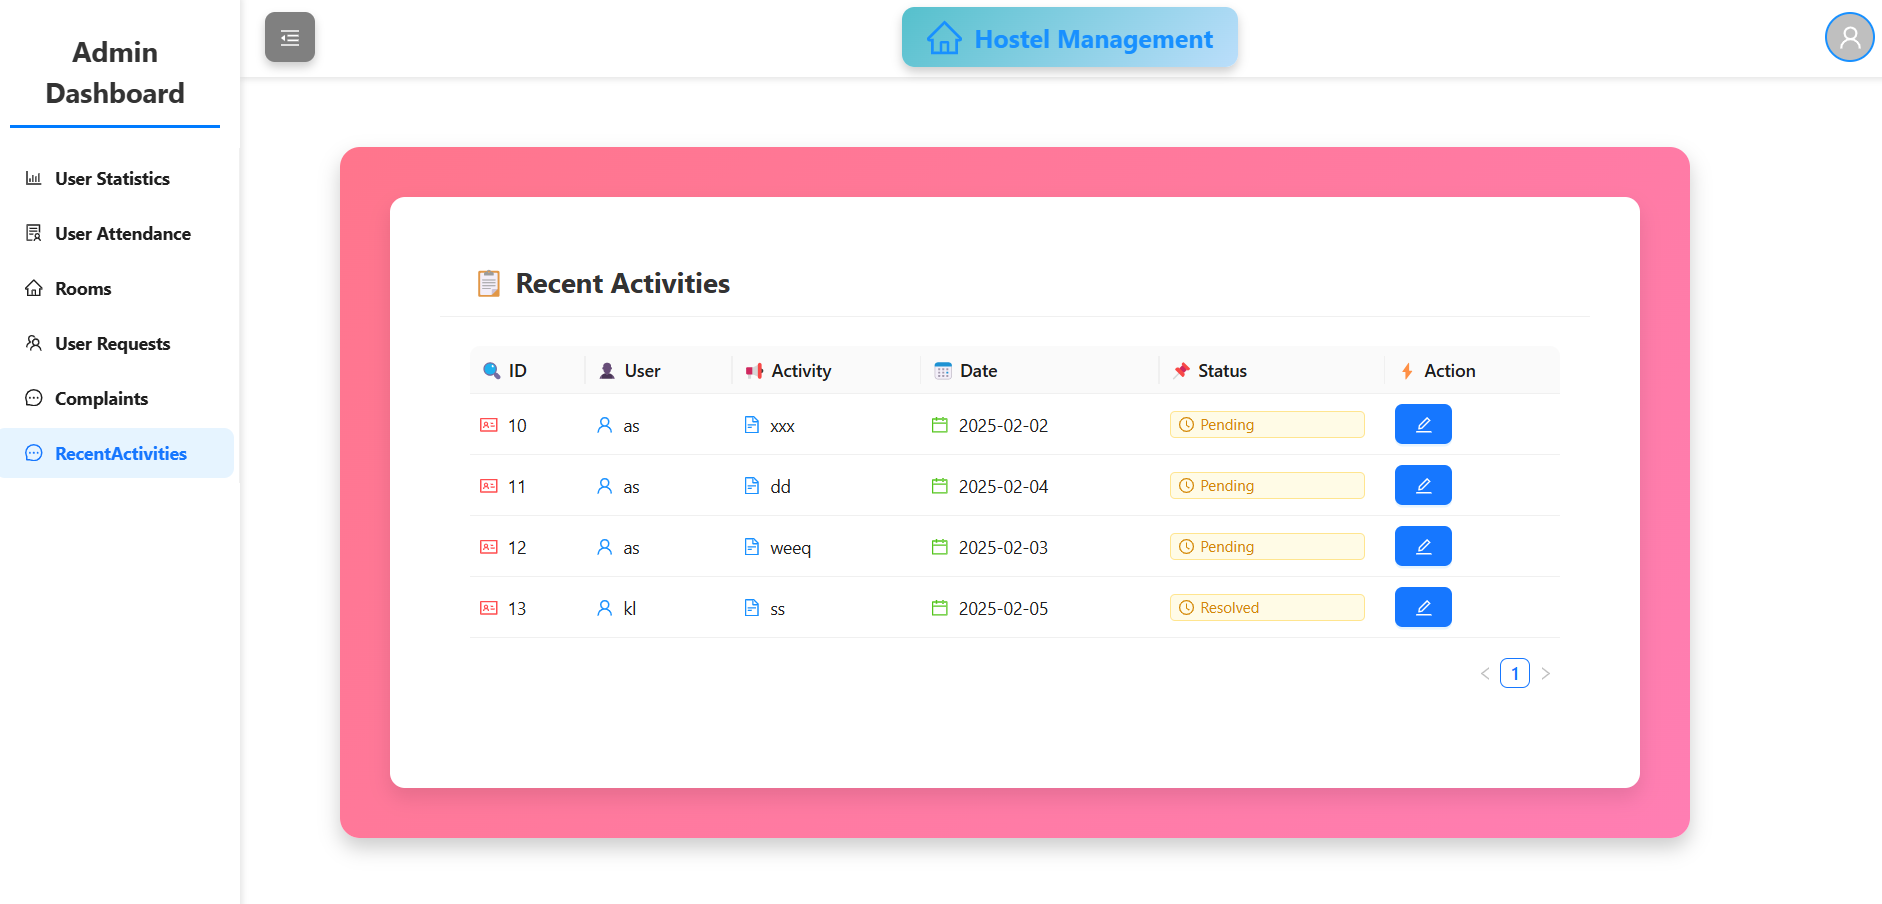 Admin
Dashboard
Hostel Management
User Statistics
User Attendance
Rooms
User Requests
Complaints
RecentActivities
Recent Activities
ID User Activity Date Status Action
10 as xxx 2025-02-02 Pending
11 as dd 2025-02-04 Pending
12 as weeq 2025-02-03 Pending
13 kl ss 2025-02-05 Resolved
< 1 >